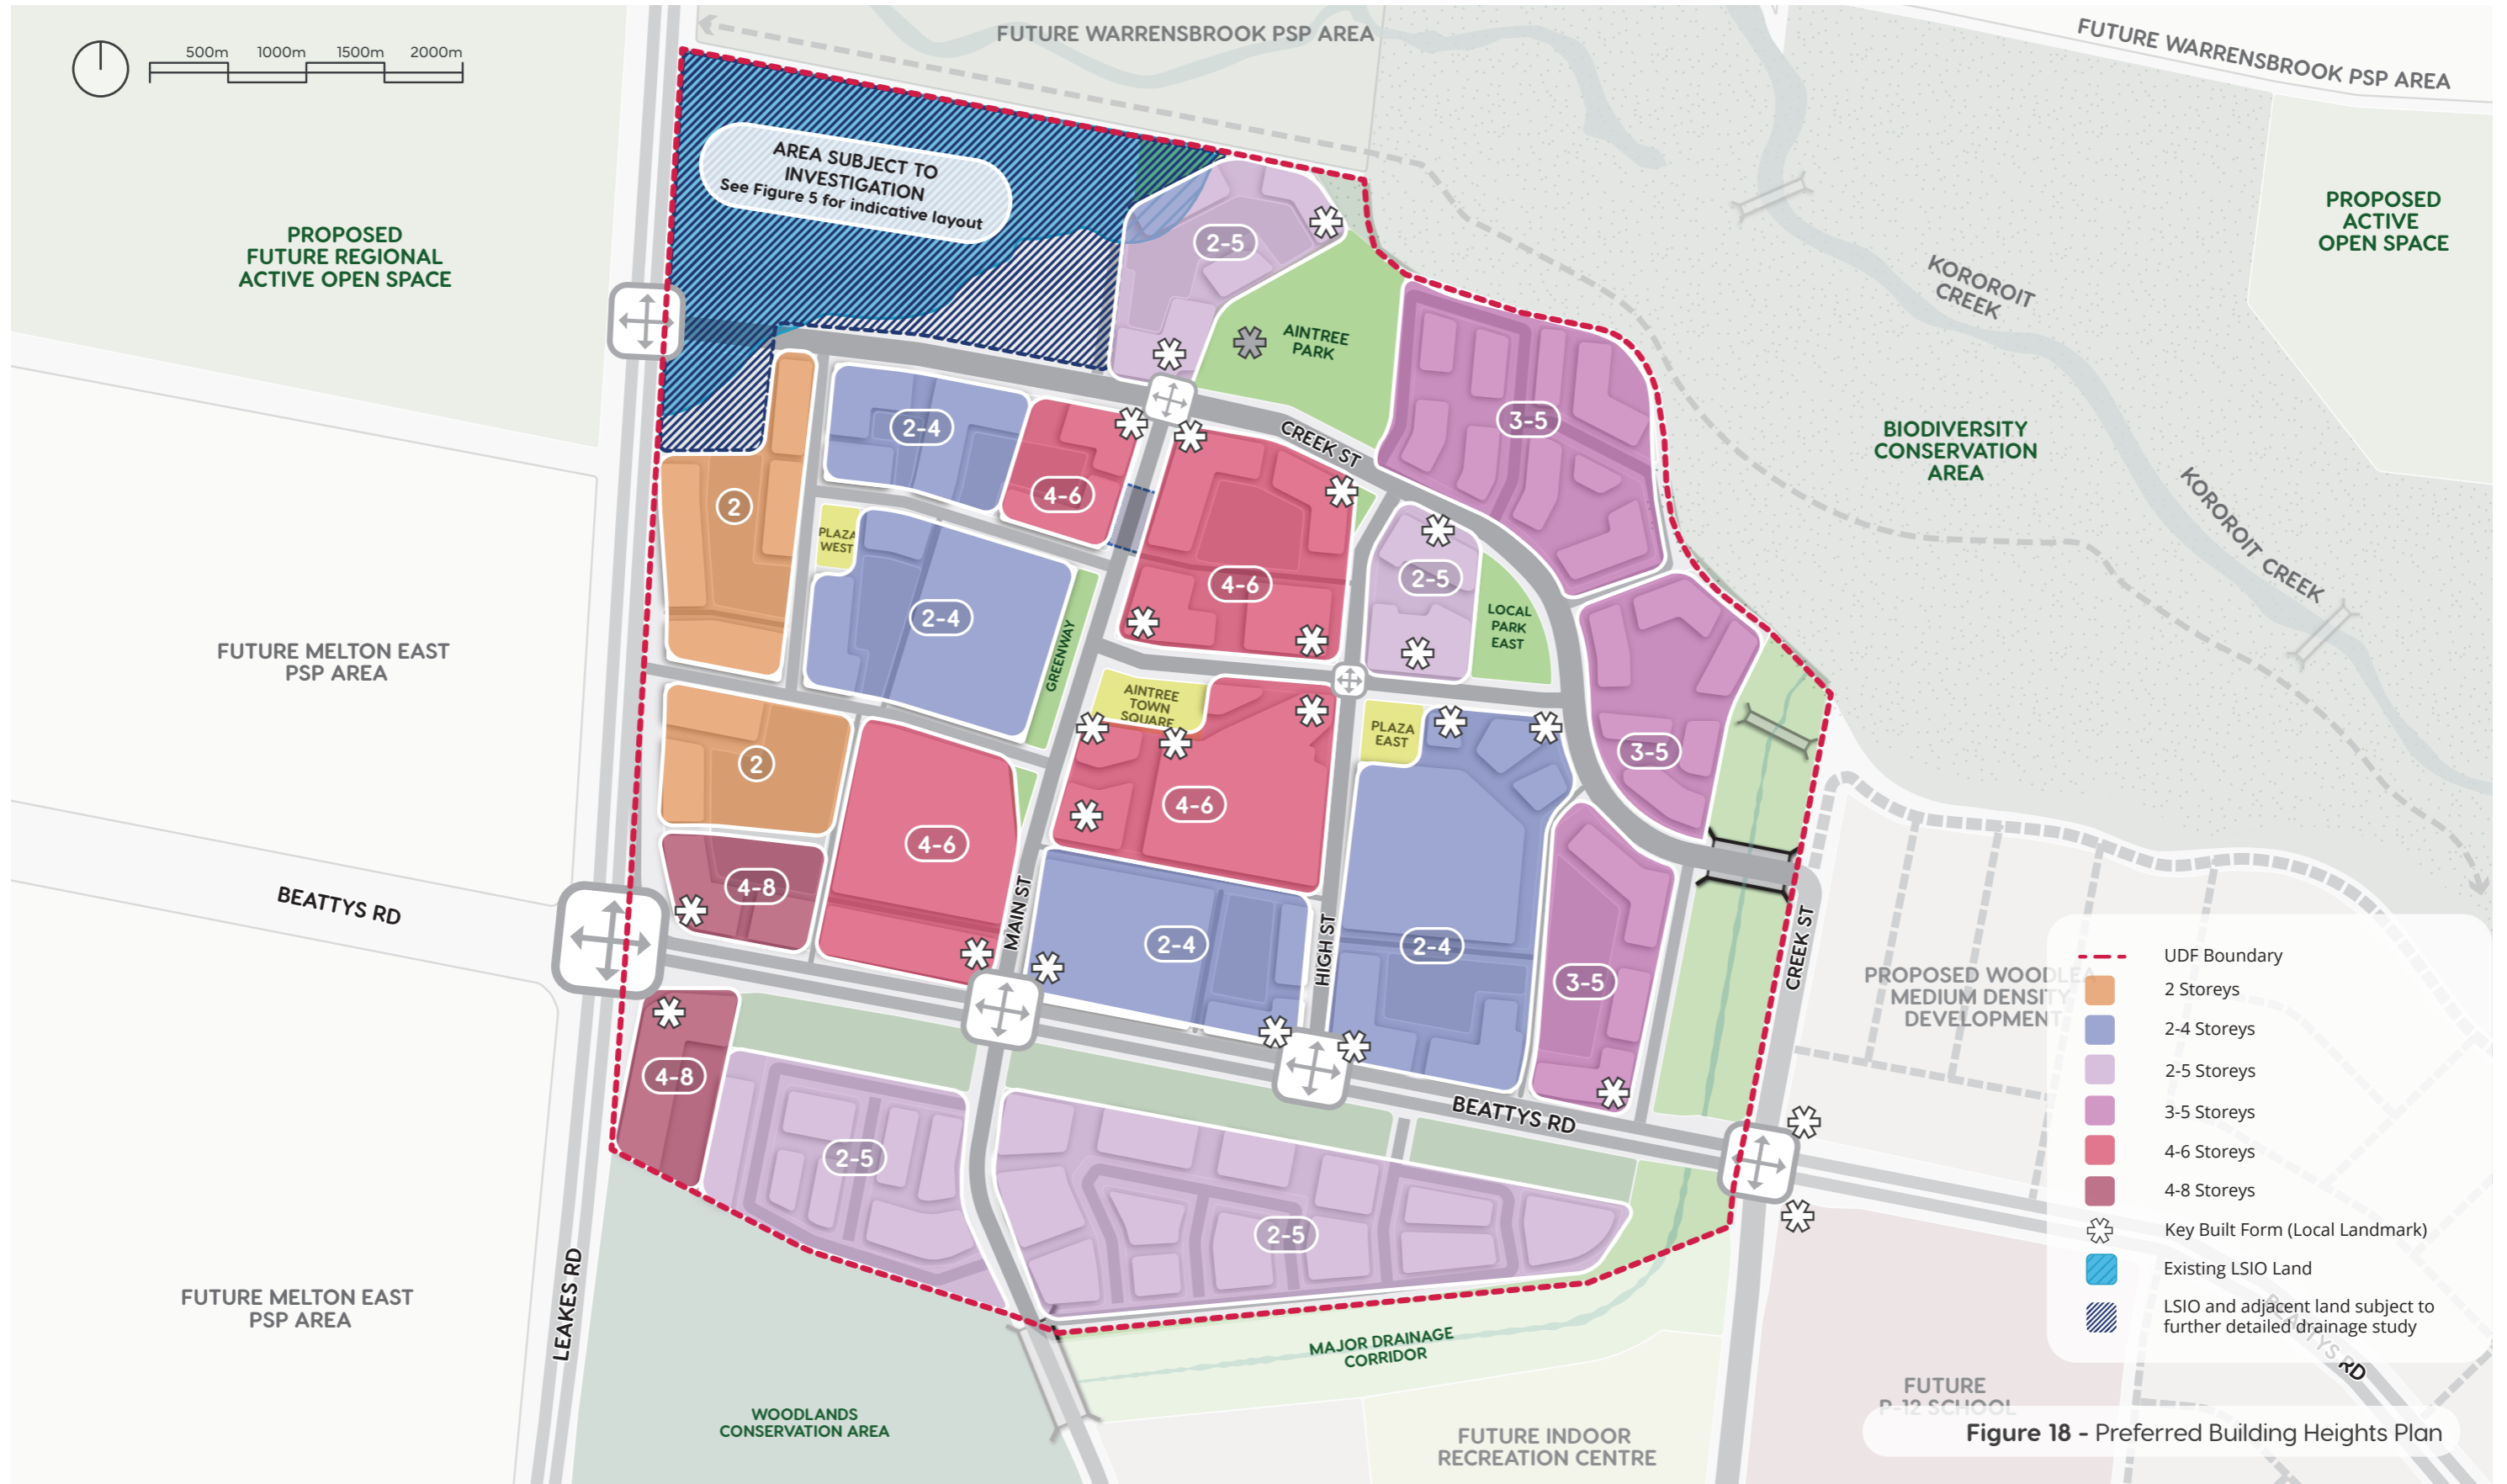 500m 1000m 1500m 2000m
FUTURE WARRENSBROOK PSP AREA
FUTURE WARRENSBROOK PSP AREA
AREA SUBJECT TO
INVESTIGATION
See Figure 5 for indicative layout
PROPOSED
FUTURE REGIONAL
ACTIVE OPEN SPACE
PROPOSED
ACTIVE
OPEN SPACE
2-5
KOROROIT
CREEK
AINTREE
PARK
3-5
BIODIVERSITY
CONSERVATION
AREA
KOROROIT CREEK
2-4
4-6
CREEK ST
2
PLAZA
WEST
4-6
2-5
LOCAL
PARK
EAST
2-4
GREENWAY
FUTURE MELTON EAST
PSP AREA
AINTREE
TOWN
SQUARE
PLAZA
EAST
3-5
2
4-6
4-6
4-8
BEATTYS RD
MAIN ST
2-4
HIGH ST
2-4
3-5
CREEK ST
PROPOSED WOODLEA
MEDIUM DENSITY
DEVELOPMENT
4-8
2-5
BEATTYS RD
2-5
LEAKES RD
FUTURE MELTON EAST
PSP AREA
MAJOR DRAINAGE
CORRIDOR
WOODLANDS
CONSERVATION AREA
FUTURE INDOOR
RECREATION CENTRE
FUTURE
P-12 SCHOOL
BEATTYS RD
UDF Boundary
2 Storeys
2-4 Storeys
2-5 Storeys
3-5 Storeys
4-6 Storeys
4-8 Storeys
Key Built Form (Local Landmark)
Existing LSIO Land
LSIO and adjacent land subject to
further detailed drainage study
Figure 18 - Preferred Building Heights Plan